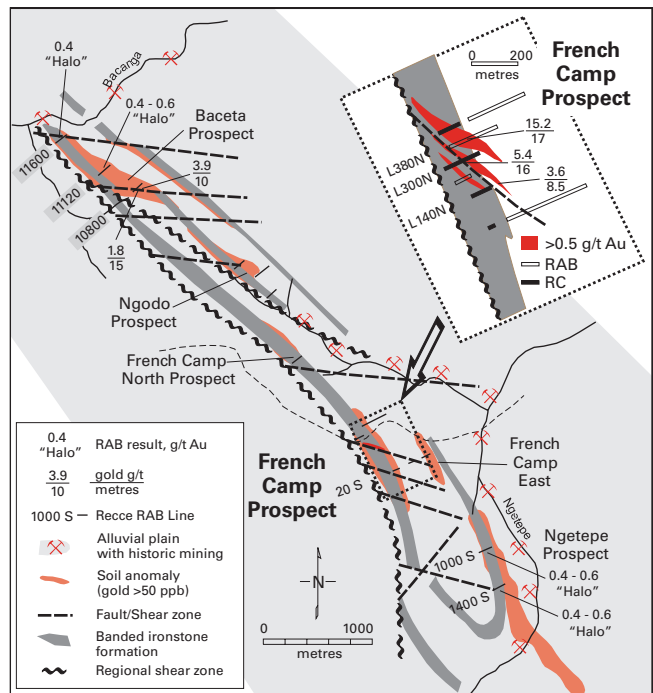 0.4
"Halo"
Bacanga
0.4 - 0.6
"Halo"
Baceta
Prospect
3.9
10
11600
11120
10800
1.8
15
Ngodo
Prospect
French Camp
North Prospect
French
Camp
Prospect
0 200
metres
15.2
17
5.4
16
3.6
8.5
L380N
L300N
L140N
>0.5 g/t Au
RAB
RC
French
Camp
Prospect
20 S
French
Camp
East
Ngetepe
Ngetepe
Prospect
1000 S
0.4 - 0.6
"Halo"
1400 S
0.4 - 0.6
"Halo"
N
0 1000
metres
0.4
"Halo"
RAB result, g/t Au
3.9
10
gold g/t
metres
1000 S
Recce RAB Line
Alluvial plain
with historic mining
Soil anomaly
(gold >50 ppb)
Fault/Shear zone
Banded ironstone
formation
Regional shear zone